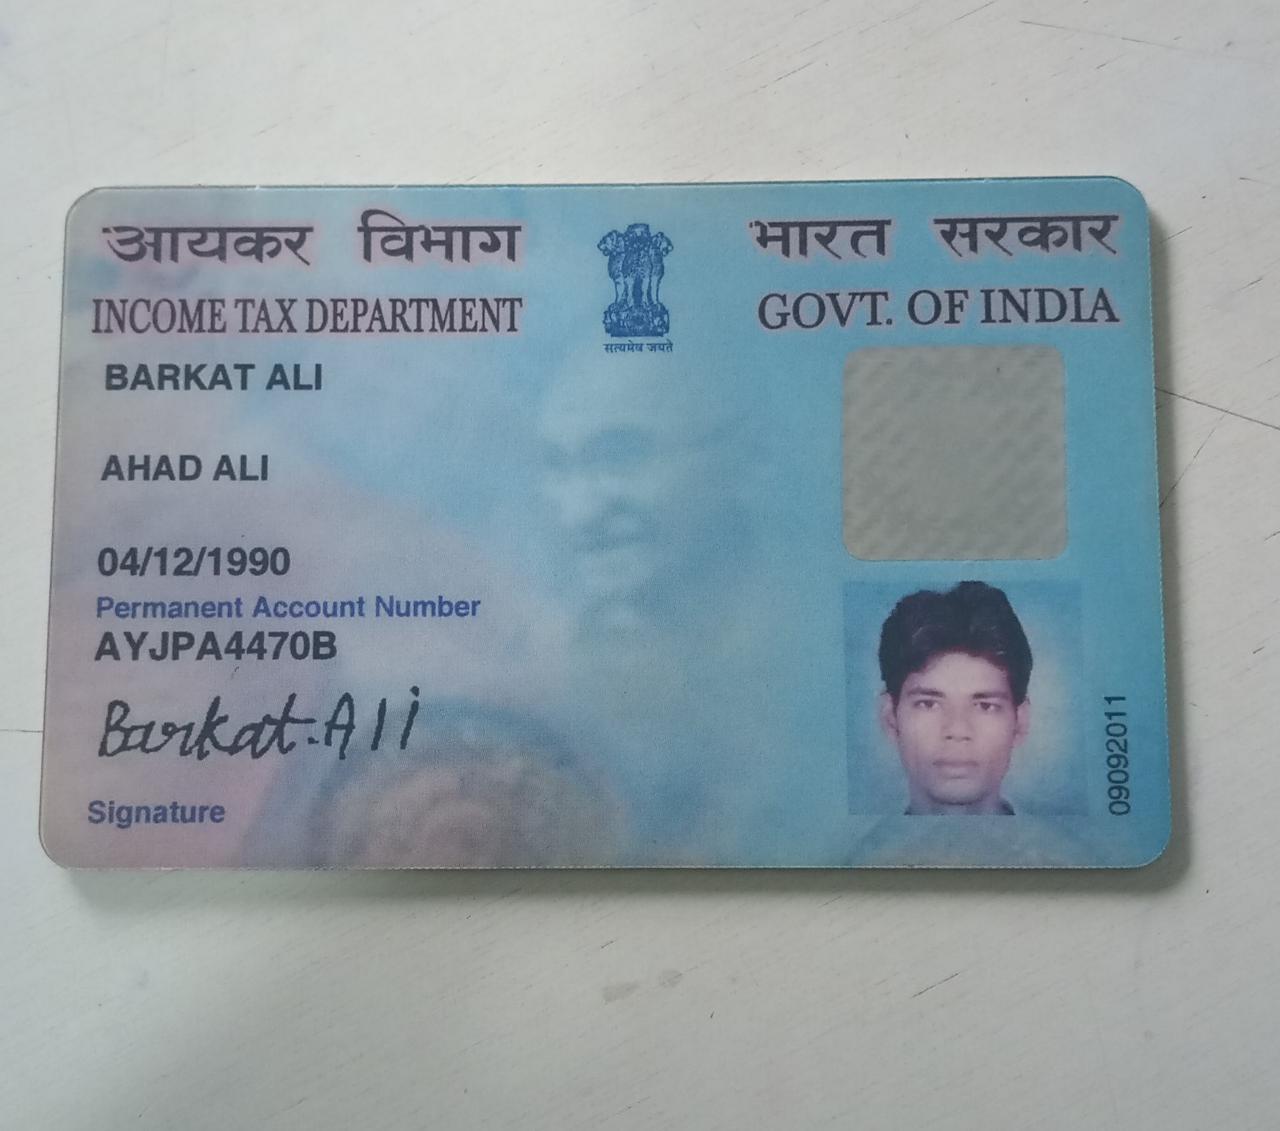 आयकर विभाग
INCOME TAX DEPARTMENT
सत्यमेव जयते
भारत सरकार
GOVT. OF INDIA
BARKAT ALI
AHAD ALI
04/12/1990
Permanent Account Number
AYJPA4470B
Barkat.Ali
Signature
09092011